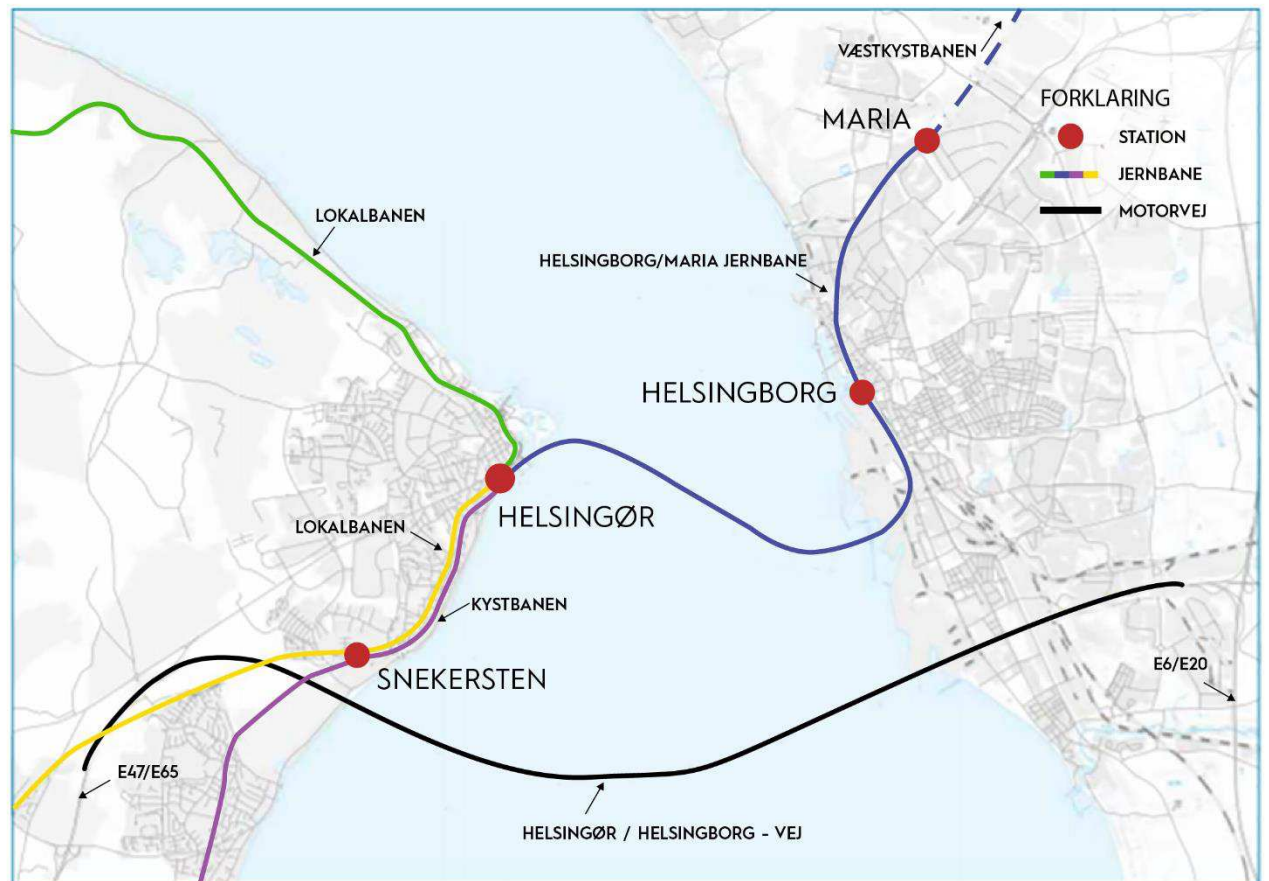 VÆSTKYSTBANEN
MARIA
FORKLARING
STATION
JERNBANE
MOTORVEJ
LOKALBANEN
HELSINGBORG/MARIA JERNBANE
HELSINGBORG
HELSINGØR
LOKALBANEN
KYSTBANEN
SNEKERSTEN
E6/E20
E47/E65
HELSINGØR / HELSINGBORG - VEJ